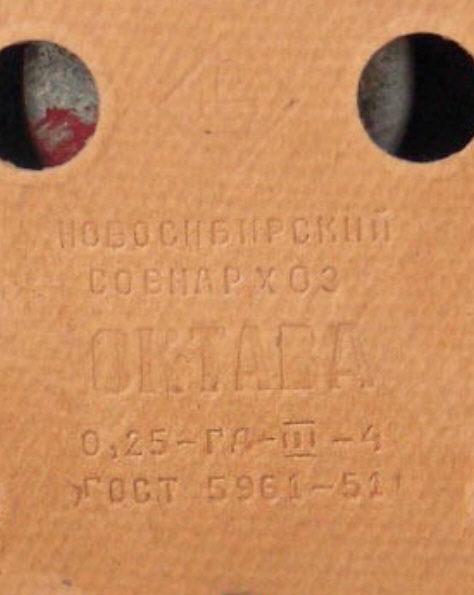 НОВОСИБИРСКИЙ
СОВНАРХОЗ
ОКТАВА
0,25-ГД-III-4
ГОСТ 5961-51